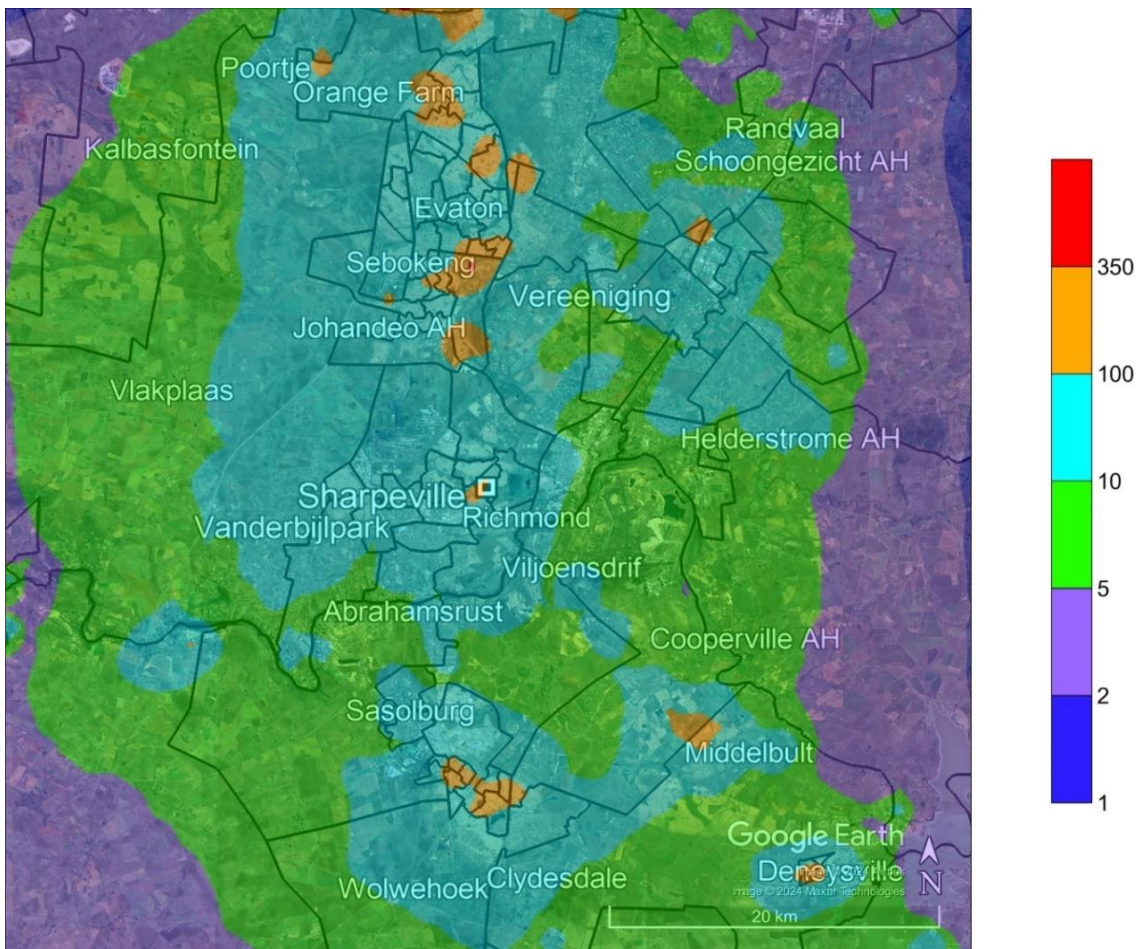 Poortje
Orange Farm
Kalbasfontein
Randvaal
Schoongezicht AH
Evaton
Sebokeng
Vereeniging
Johandeo AH
Vlakplaas
Helderstrome AH
Sharpeville
Richmond
Vanderbijlpark
Viljoensdrif
Abrahamsrust
Cooperville AH
Sasolburg
Middelbult
Google Earth
Deneysville
Image © 2024 Maxar Technologies
N
Wolwehoek
Clydesdale
20 km
350
100
10
5
2
1